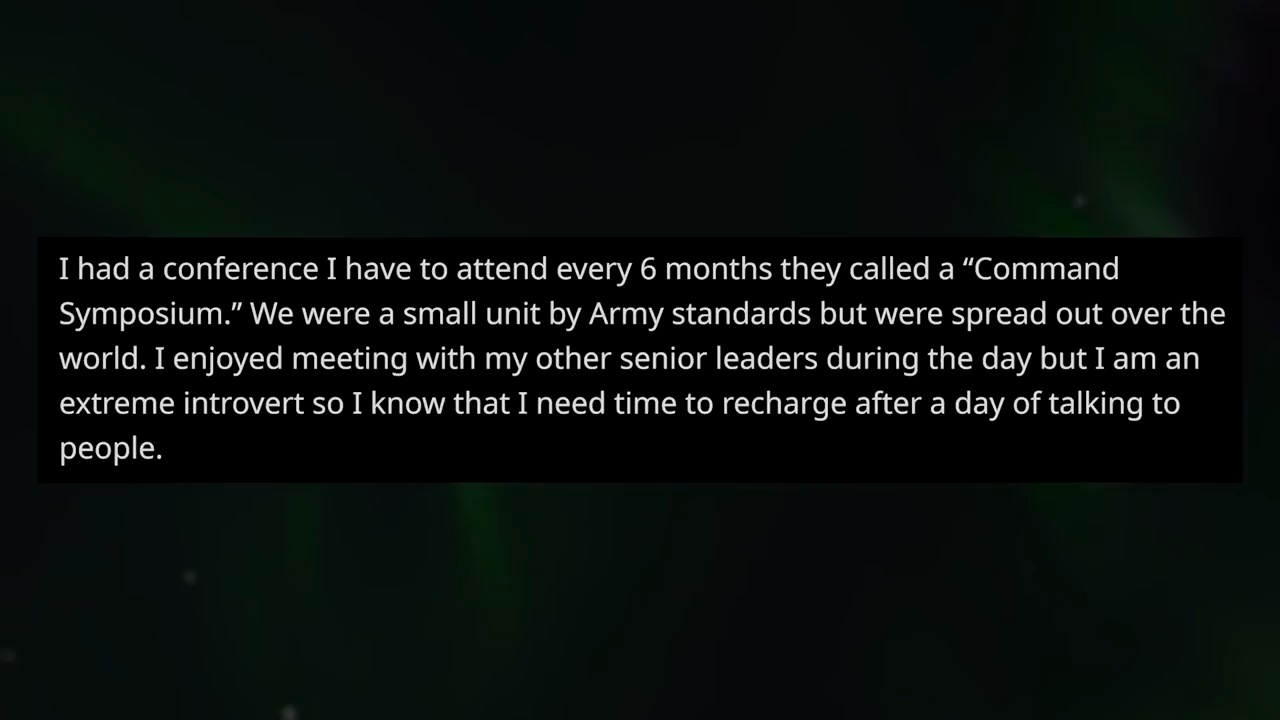 I had a conference I have to attend every 6 months they called a “Command
Symposium.” We were a small unit by Army standards but were spread out over the
world. I enjoyed meeting with my other senior leaders during the day but I am an
extreme introvert so I know that I need time to recharge after a day of talking to
people.